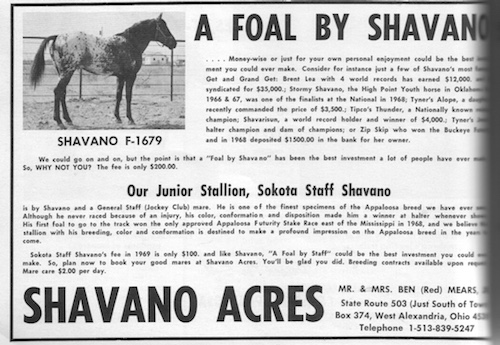 A FOAL BY SHAVANO
. . . . Money-wise or just for your own personal enjoyment could be the best
ment you could ever make. Consider for instance just a few of Shavano's most
Get and Grand Get: Brent Lea with 4 world records has earned $12,000.
syndicated for $35,000.; Stormy Shavano, the High Point Youth horse in Oklahoma
1966 & 67, was one of the finalists at the National in 1968; Tyner's Alope, a
recently commanded the price of $3,500.; Tipco's Thunder, a Nationally known
champion; Shavarisun, a world record holder and winner of $4,000.; Tyner's
halter champion and dam of champions; or Zip Skip who won the Buckeye
and in 1968 deposited $1500.00 in the bank for her owner.
SHAVANO F-1679
We could go on and on, but the point is that a "Foal by Shavano" has been the best investment a lot of people have ever
So, WHY NOT YOU? The fee is only $200.00.
Our Junior Stallion, Sokota Staff Shavano
is by Shavano and a General Staff (Jockey Club) mare. He is one of the finest specimens of the Appaloosa breed we have ever
Although he never raced because of an injury, his color, conformation and disposition made him a winner at halter whenever
His first foal to go to the track won the only approved Appaloosa Futurity Stake Race east of the Mississippi in 1968, and we believe
stallion with his breeding, color and conformation is destined to make a profound impression on the Appaloosa breed in the
come.
Sokota Staff Shavano's fee in 1969 is only $100. and like Shavano, "A Foal by Staff" could be the best investment you could
make. So, plan now to book your good mares at Shavano Acres. You'll be glad you did. Breeding contracts available upon
Mare care $2.00 per day.
SHAVANO ACRES
MR. & MRS. BEN (Red) MEARS,
State Route 503 (Just South of Town
Box 374, West Alexandria, Ohio
Telephone 1-513-839-5247